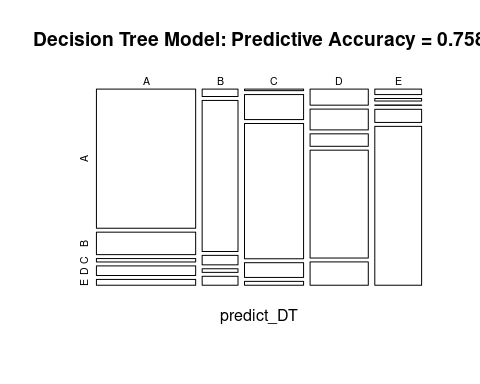 Decision Tree Model: Predictive Accuracy = 0.758
A B C D E
A
B
C
D
E
predict_DT